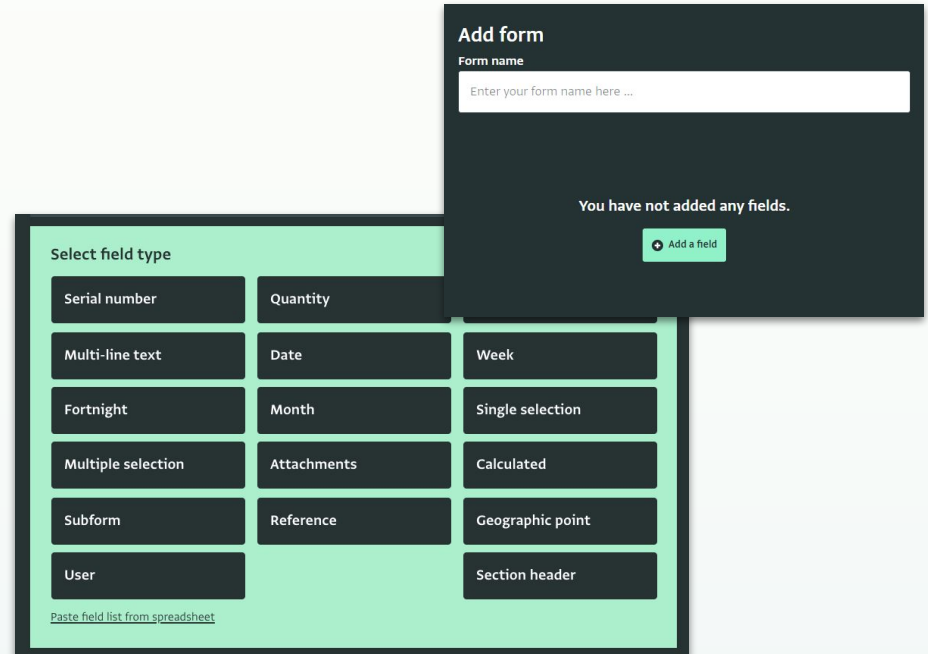 Add form
Form name
Enter your form name here ...
You have not added any fields.
Add a field
Select field type
Serial number
Quantity
Multi-line text
Date
Week
Fortnight
Month
Single selection
Multiple selection
Attachments
Calculated
Subform
Reference
Geographic point
User
Section header
Paste field list from spreadsheet